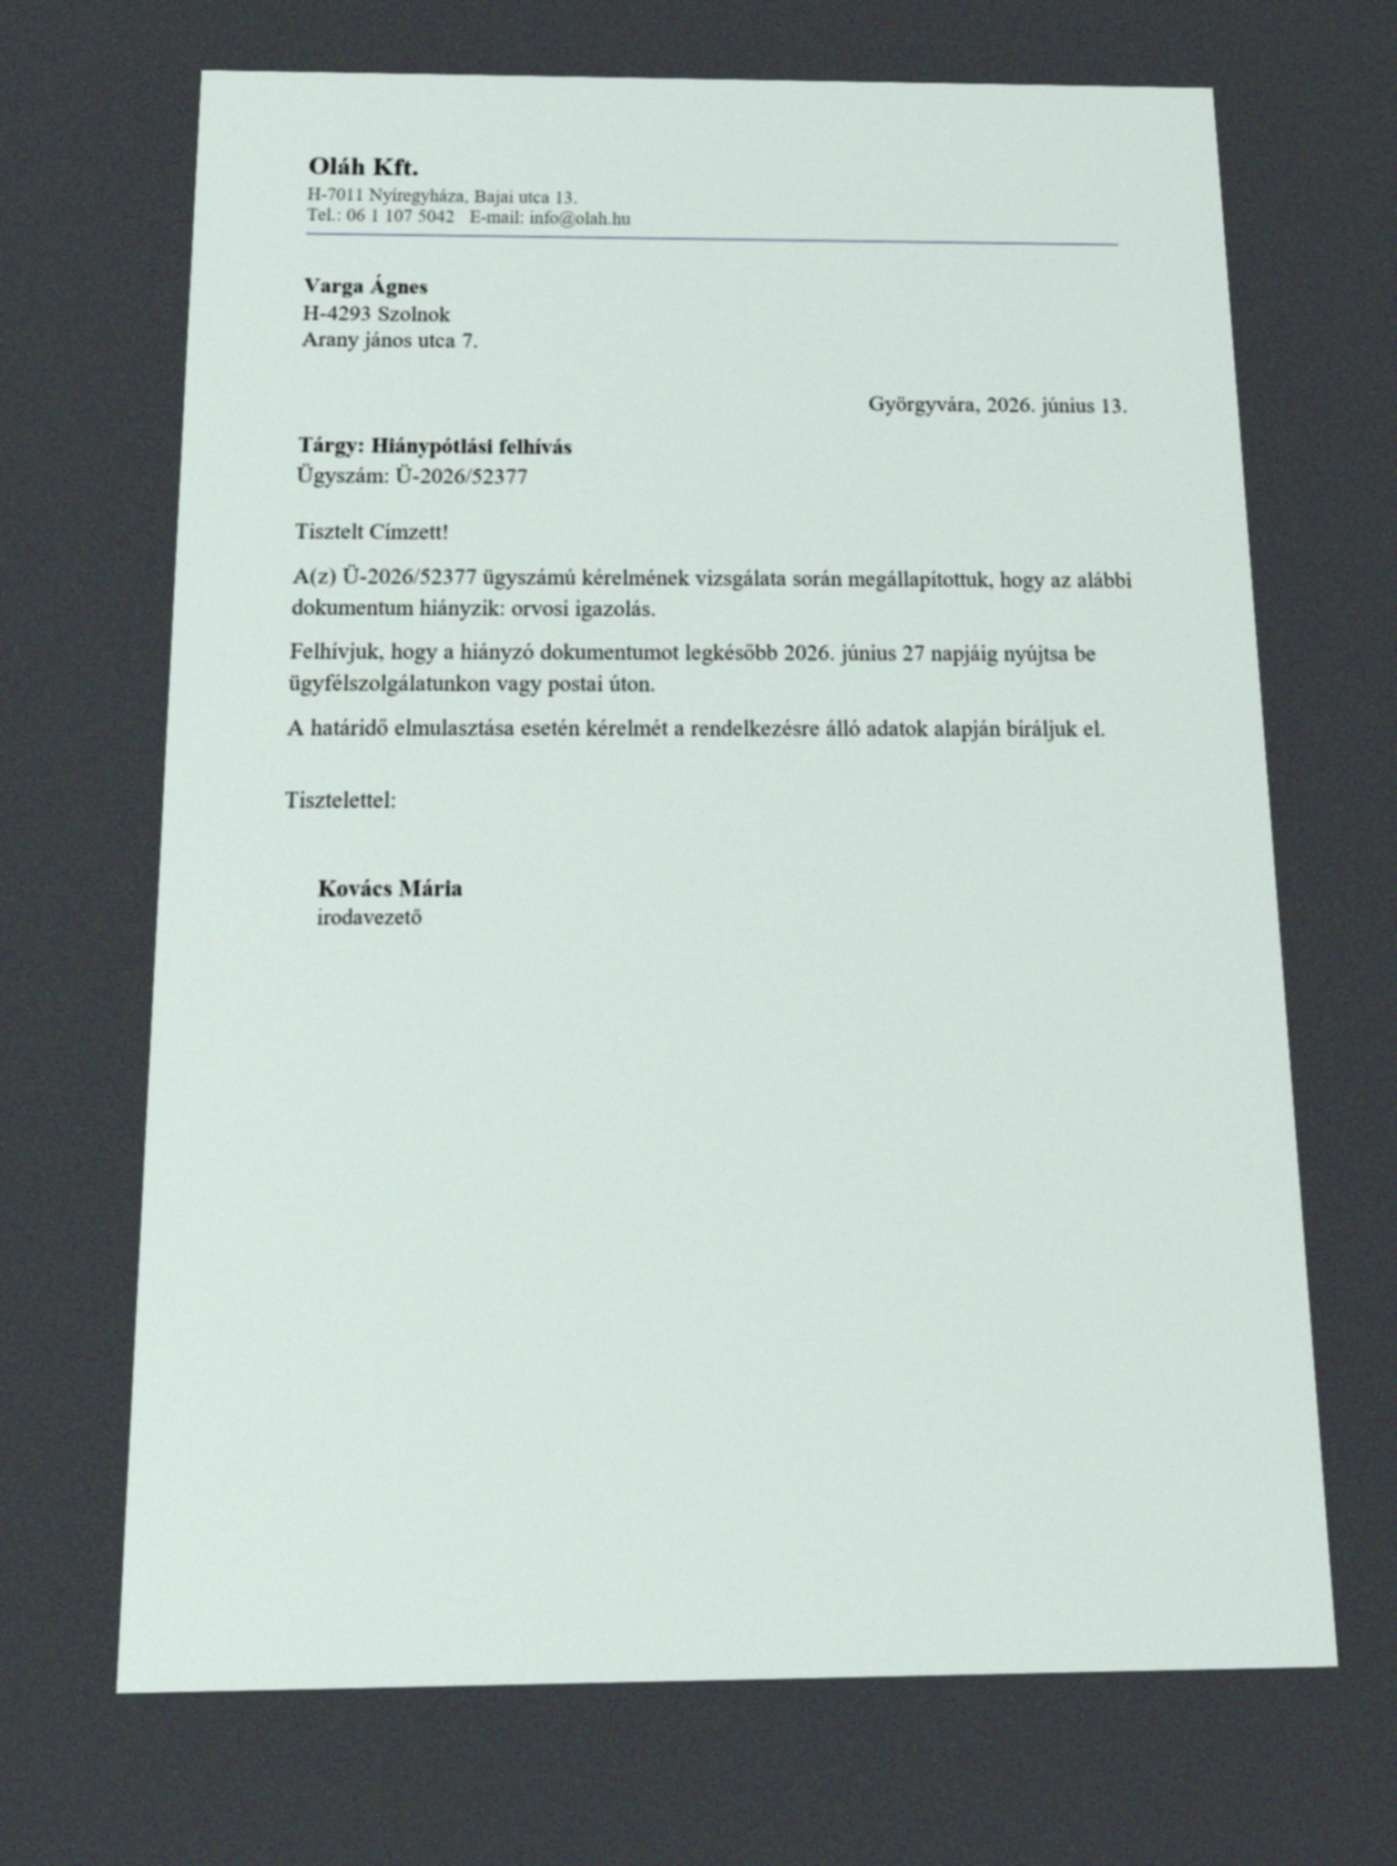 Oláh Kft.
H-7011 Nyíregyháza, Bajai utca 13.
Tel.: 06 1 107 5042 E-mail: info@olah.hu
Varga Ágnes
H-4293 Szolnok
Arany jános utca 7.
Györgyvára, 2026. június 13.
Tárgy: Hiánypótlási felhívás
Ügyszám: Ü-2026/52377
Tisztelt Címzett!
A(z) Ü-2026/52377 ügyszámú kérelmének vizsgálata során megállapítottuk, hogy az alábbi
dokumentum hiányzik: orvosi igazolás.
Felhívjuk, hogy a hiányzó dokumentumot legkésőbb 2026. június 27 napjáig nyújtsa be
ügyfélszolgálatunkon vagy postai úton.
A határidő elmulasztása esetén kérelmét a rendelkezésre álló adatok alapján bíráljuk el.
Tisztelettel:
Kovács Mária
irodavezető